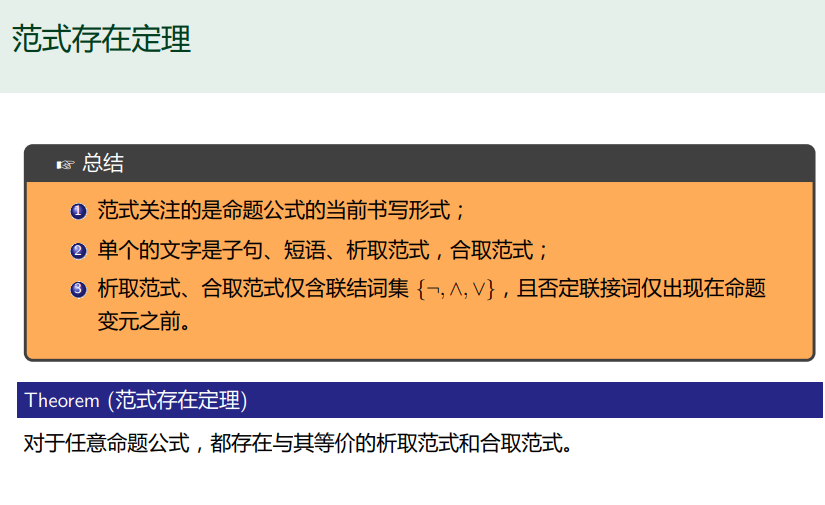 范式存在定理
☞ 总结
1 范式关注的是命题公式的当前书写形式；
2 单个的文字是子句、短语、析取范式，合取范式；
3 析取范式、合取范式仅含联结词集 {¬, ∧, ∨}，且否定联接词仅出现在命题
变元之前。
Theorem (范式存在定理)
对于任意命题公式，都存在与其等价的析取范式和合取范式。